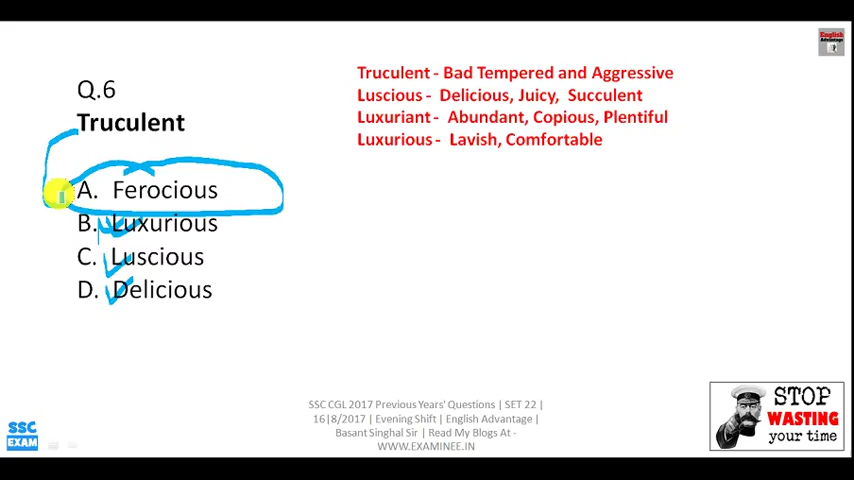 English
Advantage
Q.6
Truculent
A. Ferocious
B. Luxurious
C. Luscious
D. Delicious
Truculent - Bad Tempered and Aggressive
Luscious - Delicious, Juicy, Succulent
Luxuriant - Abundant, Copious, Plentiful
Luxurious - Lavish, Comfortable
SSC CGL 2017 Previous Years' Questions | SET 22 |
16|8/2017 | Evening Shift | English Advantage |
Basant Singhal Sir | Read My Blogs At -
WWW.EXAMINEE.IN
SSC
EXAM
STOP
WASTING
your time